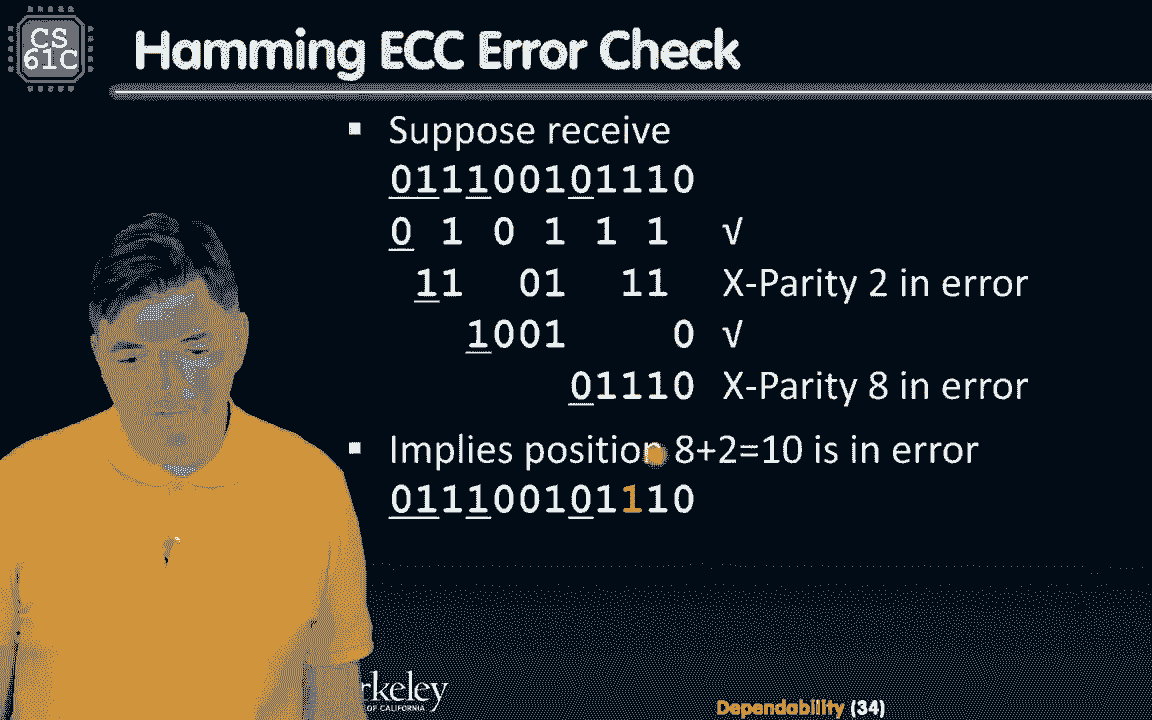 CS
61C
Hamming ECC Error Check
▪ Suppose receive
011100101110
0 1 0 1 1 1 √
11 01 11 X-Parity 2 in error
1001 0 √
01110 X-Parity 8 in error
▪ Implies position 8+2=10 is in error
011100101110
rkeley
OF CALIFORNIA
Dependability (34)